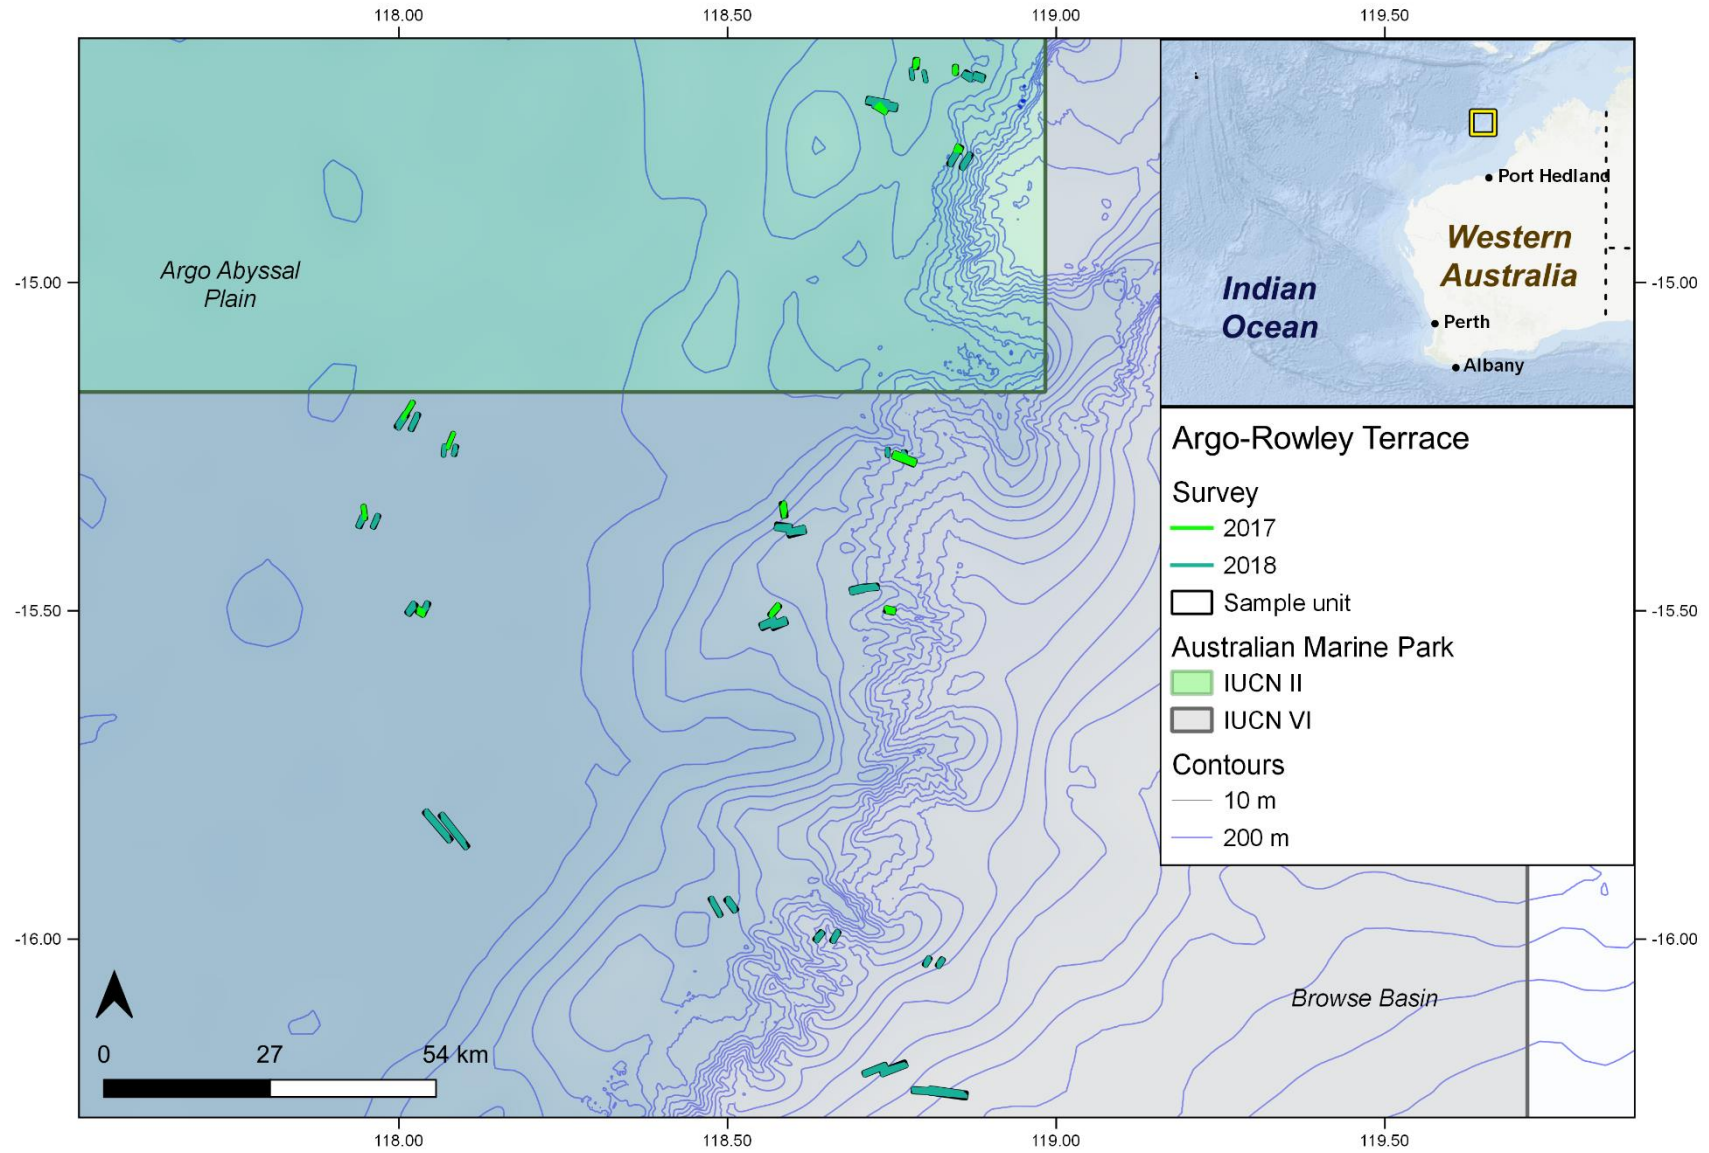 118.00
118.50
119.00
119.50
-15.00
-15.50
-16.00
Argo Abyssal
Plain
Port Hedland
Western
Australia
Indian
Ocean
Perth
Albany
-15.00
-15.50
-16.00
Argo-Rowley Terrace
Survey
2017
2018
Sample unit
Australian Marine Park
IUCN II
IUCN VI
Contours
10 m
200 m
Browse Basin
0 27 54 km
118.00
118.50
119.00
119.50